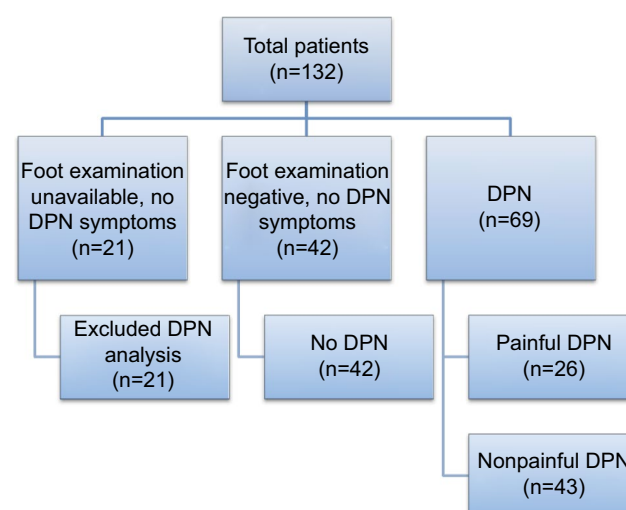 Total patients
(n=132)
Foot examination
unavailable, no
DPN symptoms
(n=21)
Foot examination
negative, no DPN
symptoms
(n=42)
DPN
(n=69)
Excluded DPN
analysis
(n=21)
No DPN
(n=42)
Painful DPN
(n=26)
Nonpainful DPN
(n=43)